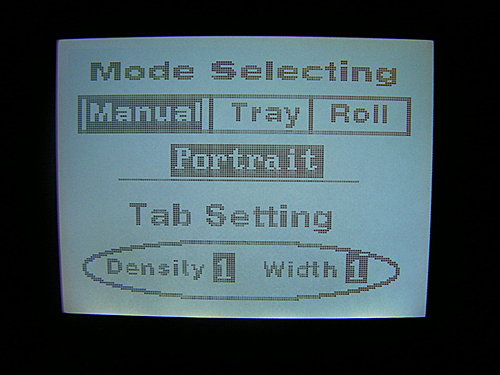 Mode Selecting
Manual Tray Roll
Portrait
Tab Setting
Density 1 Width 1